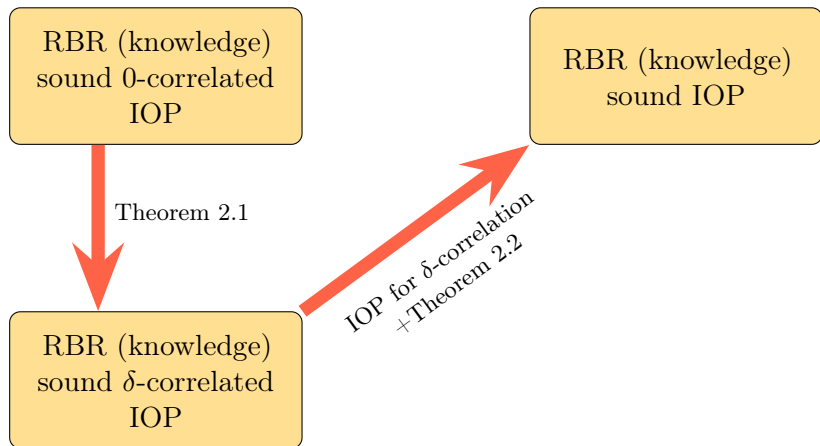 RBR (knowledge)
sound 0-correlated
IOP
RBR (knowledge)
sound IOP
Theorem 2.1
IOP for δ-correlation
+Theorem 2.2
RBR (knowledge)
sound δ-correlated
IOP